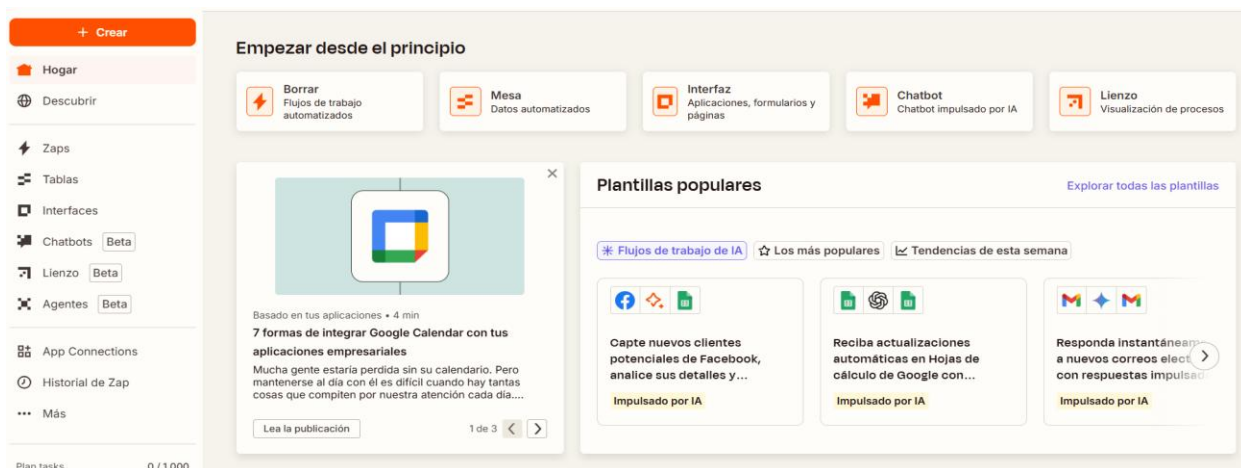 + Crear
Hogar
Descubrir
Zaps
Tablas
Interfaces
Chatbots Beta
Lienzo Beta
Agentes Beta
App Connections
Historial de Zap
Más
Plan tasks 0 / 1000
Empezar desde el principio
Borrar
Flujos de trabajo
automatizados
Mesa
Datos automatizados
Interfaz
Aplicaciones, formularios y
páginas
Chatbot
Chatbot impulsado por IA
Lienzo
Visualización de procesos
Basado en tus aplicaciones • 4 min
7 formas de integrar Google Calendar con tus
aplicaciones empresariales
Mucha gente estaría perdida sin su calendario. Pero
mantenerse al día con él es difícil cuando hay tantas
cosas que compiten por nuestra atención cada día....
Lea la publicación 1 de 3
Plantillas populares
Explorar todas las plantillas
Flujos de trabajo de IA Los más populares Tendencias de esta semana
Capte nuevos clientes
potenciales de Facebook,
analice sus detalles y...
Impulsado por IA
Reciba actualizaciones
automáticas en Hojas de
cálculo de Google con...
Impulsado por IA
Responda
a nuevos correos
con respuestas
Impulsado por IA